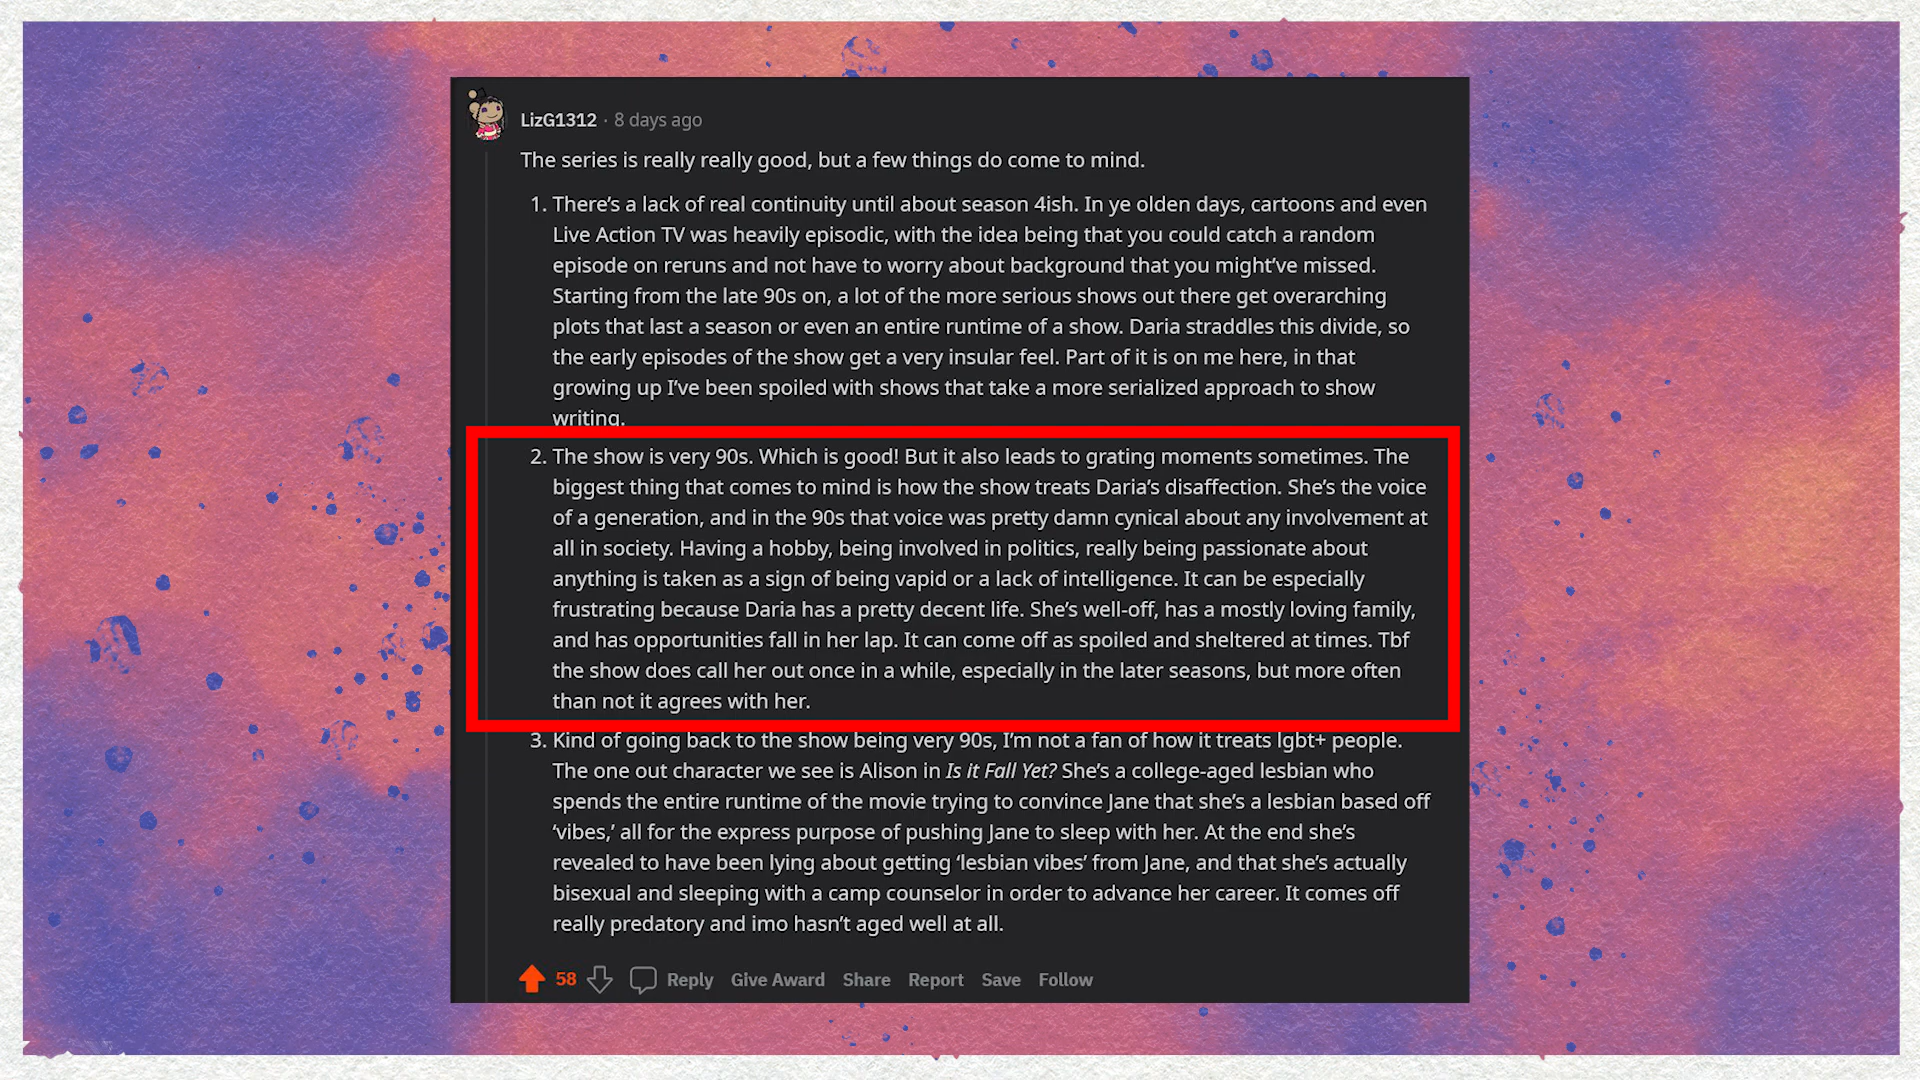 LizG1312 · 8 days ago
The series is really really good, but a few things do come to mind.
1. There’s a lack of real continuity until about season 4ish. In ye olden days, cartoons and even
Live Action TV was heavily episodic, with the idea being that you could catch a random
episode on reruns and not have to worry about background that you might’ve missed.
Starting from the late 90s on, a lot of the more serious shows out there get overarching
plots that last a season or even an entire runtime of a show. Daria straddles this divide, so
the early episodes of the show get a very insular feel. Part of it is on me here, in that
growing up I’ve been spoiled with shows that take a more serialized approach to show
writing.
2. The show is very 90s. Which is good! But it also leads to grating moments sometimes. The
biggest thing that comes to mind is how the show treats Daria’s disaffection. She’s the voice
of a generation, and in the 90s that voice was pretty damn cynical about any involvement at
all in society. Having a hobby, being involved in politics, really being passionate about
anything is taken as a sign of being vapid or a lack of intelligence. It can be especially
frustrating because Daria has a pretty decent life. She’s well-off, has a mostly loving family,
and has opportunities fall in her lap. It can come off as spoiled and sheltered at times. Tbf
the show does call her out once in a while, especially in the later seasons, but more often
than not it agrees with her.
3. Kind of going back to the show being very 90s, I’m not a fan of how it treats lgbt+ people.
The one out character we see is Alison in Is it Fall Yet? She’s a college-aged lesbian who
spends the entire runtime of the movie trying to convince Jane that she’s a lesbian based off
‘vibes,’ all for the express purpose of pushing Jane to sleep with her. At the end she’s
revealed to have been lying about getting ‘lesbian vibes’ from Jane, and that she’s actually
bisexual and sleeping with a camp counselor in order to advance her career. It comes off
really predatory and imo hasn’t aged well at all.
58 Reply Give Award Share Report Save Follow